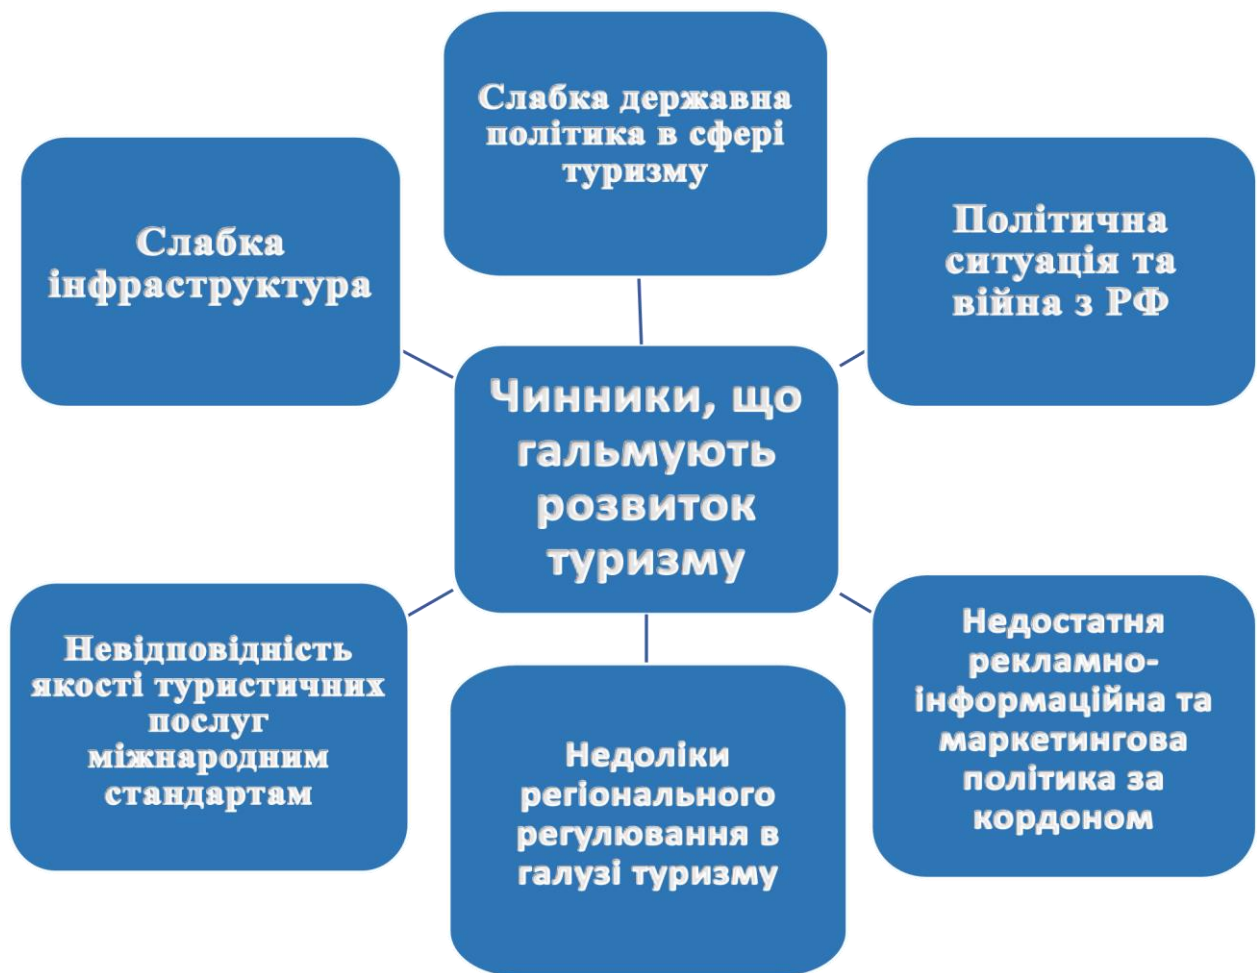 Слабка державна
політика в сфері
туризму
Слабка
інфраструктура
Політична
ситуація та
війна з РФ
Чинники, що
гальмують
розвиток
туризму
Невідповідність
якості туристичних
послуг
міжнародним
стандартам
Недоліки
регіонального
регулювання в
галузі туризму
Недостатня
рекламно-
інформаційна та
маркетингова
політика за
кордоном